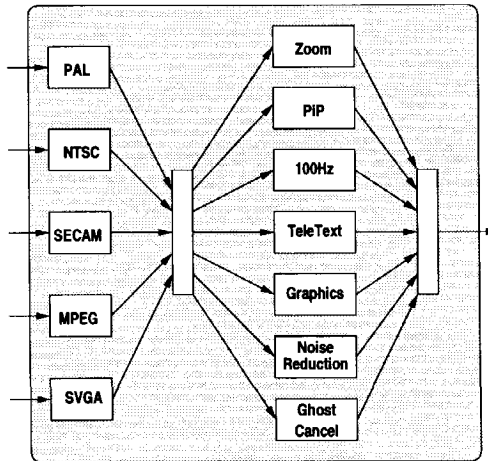 PAL
NTSC
SECAM
MPEG
SVGA
Zoom
PiP
100Hz
TeleText
Graphics
Noise
Reduction
Ghost
Cancel